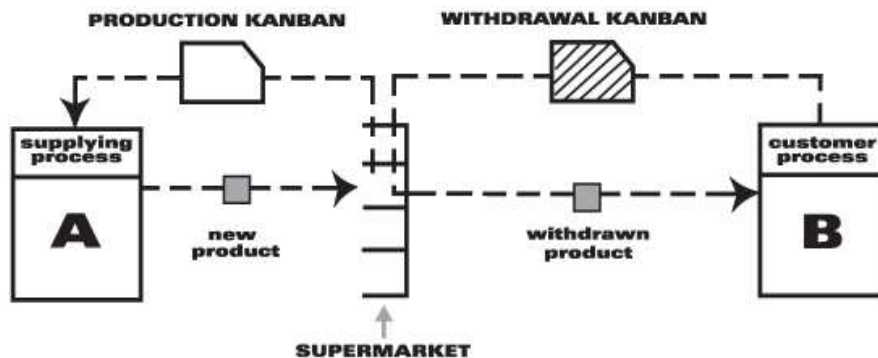 PRODUCTION KANBAN
WITHDRAWAL KANBAN
supplying
process
A
new
product
customer
process
B
withdrawn
product
SUPERMARKET